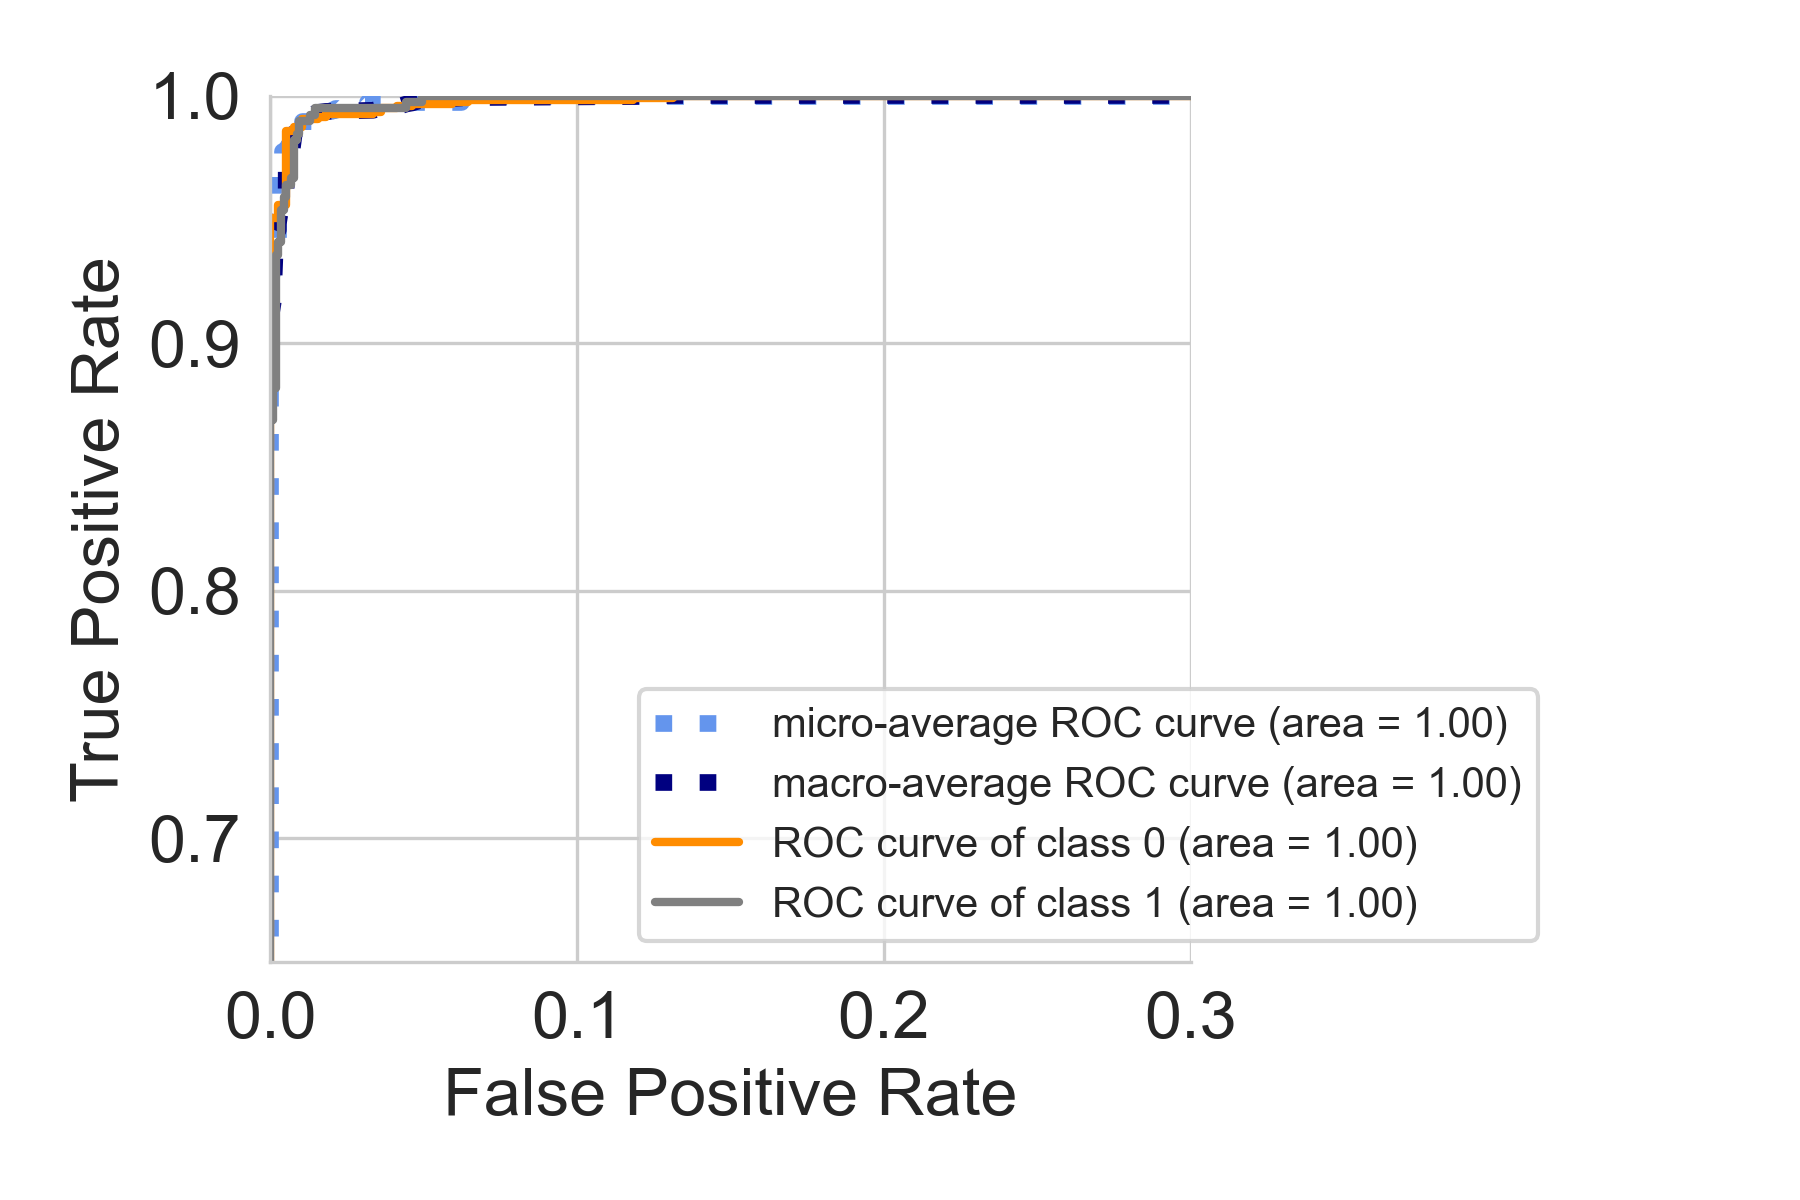 True Positive Rate
1.0
0.9
0.8
0.7
micro-average ROC curve (area = 1.00)
macro-average ROC curve (area = 1.00)
ROC curve of class 0 (area = 1.00)
ROC curve of class 1 (area = 1.00)
0.0 0.1 0.2 0.3
False Positive Rate